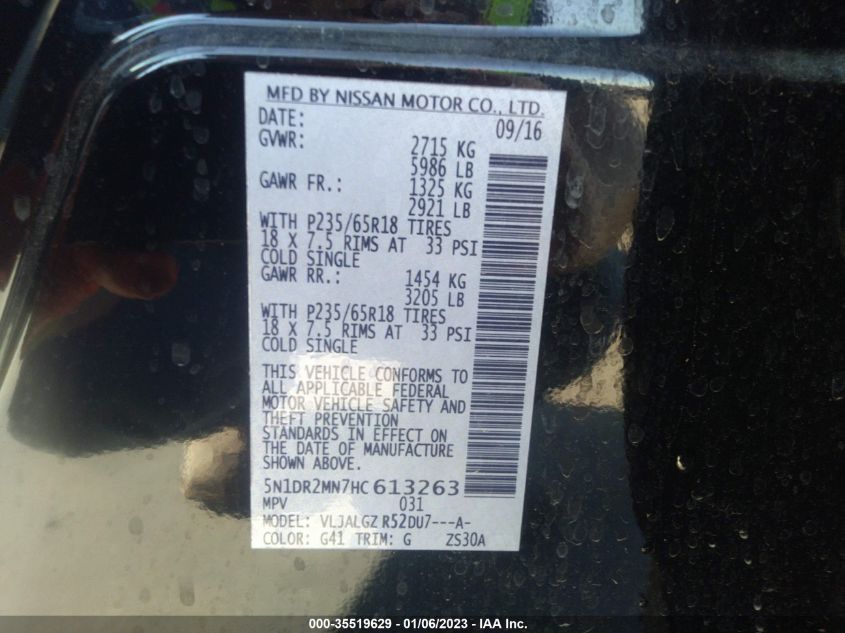 MFD BY NISSAN MOTOR CO., LTD.
DATE: 09/16
GVWR: 2715 KG
5986 LB
GAWR FR.: 1325 KG
2921 LB
WITH P235/65R18 TIRES
18 X 7.5 RIMS AT 33 PSI
COLD SINGLE
GAWR RR.: 1454 KG
3205 LB
WITH P235/65R18 TIRES
18 X 7.5 RIMS AT 33 PSI
COLD SINGLE
THIS VEHICLE CONFORMS TO
ALL APPLICABLE FEDERAL
MOTOR VEHICLE SAFETY AND
THEFT PREVENTION
STANDARDS IN EFFECT ON
THE DATE OF MANUFACTURE
SHOWN ABOVE.
5N1DR2MN7HC613263
MPV 031
MODEL: VLJALGZ R52DU7---A-
COLOR: G41 TRIM: G ZS30A
000-35519629 - 01/06/2023 - IAA Inc.